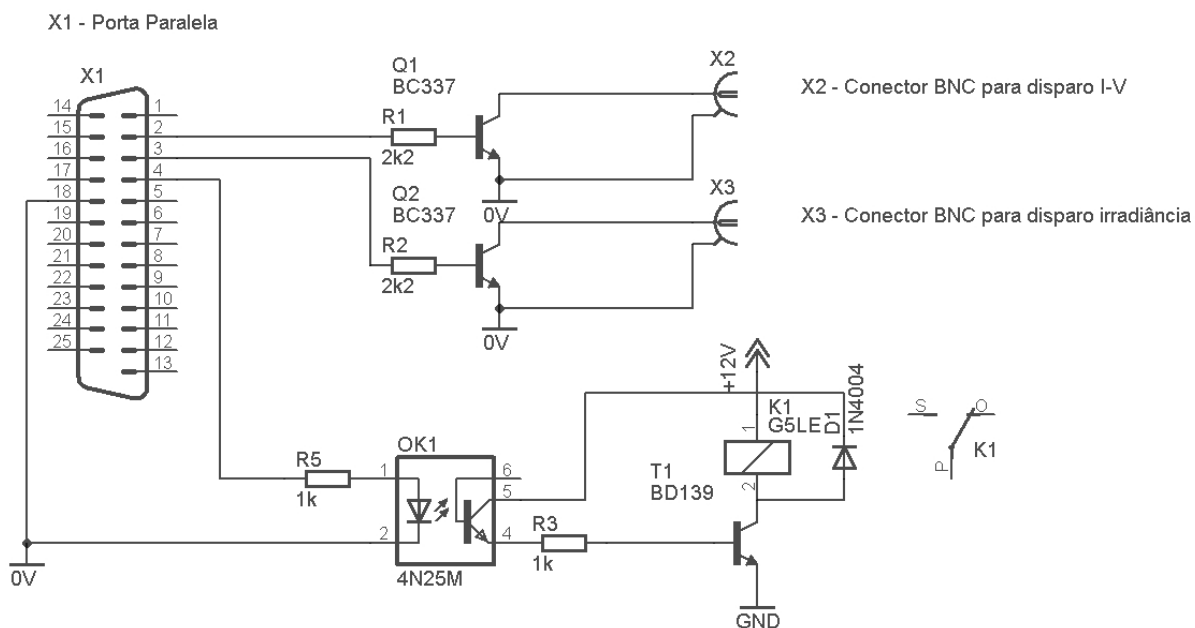 X1 - Porta Paralela
X1
14
1
15
2
16
3
17
4
18
5
19
6
20
7
21
8
22
9
23
10
24
11
25
12
13
Q1
BC337
R1
2k2
0V
X2
X2 - Conector BNC para disparo I-V
Q2
BC337
R2
2k2
0V
X3
X3 - Conector BNC para disparo irradiância
0V
R5
1k
OK1
1
2
6
5
4
4N25M
R3
1k
T1
BD139
+12V
K1
G5LE
1
2
D1
1N4004
GND
S
O
P
K1